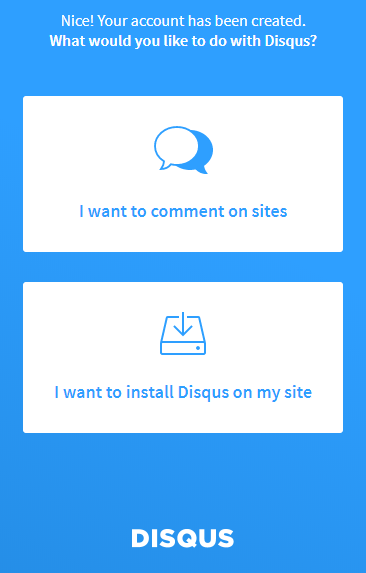 Nice! Your account has been created.
What would you like to do with Disqus?
I want to comment on sites
I want to install Disqus on my site
DISQUS